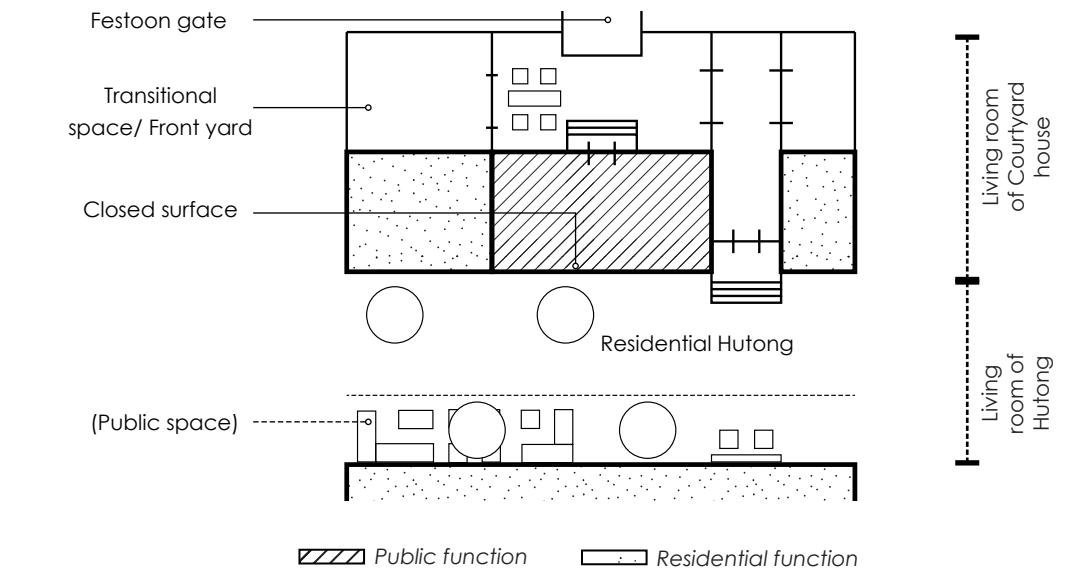 Festoon gate
Transitional
space/ Front yard
Closed surface
Residential Hutong
(Public space)
Living room
of Courtyard
house
Living
room of
Hutong
Public function
Residential function